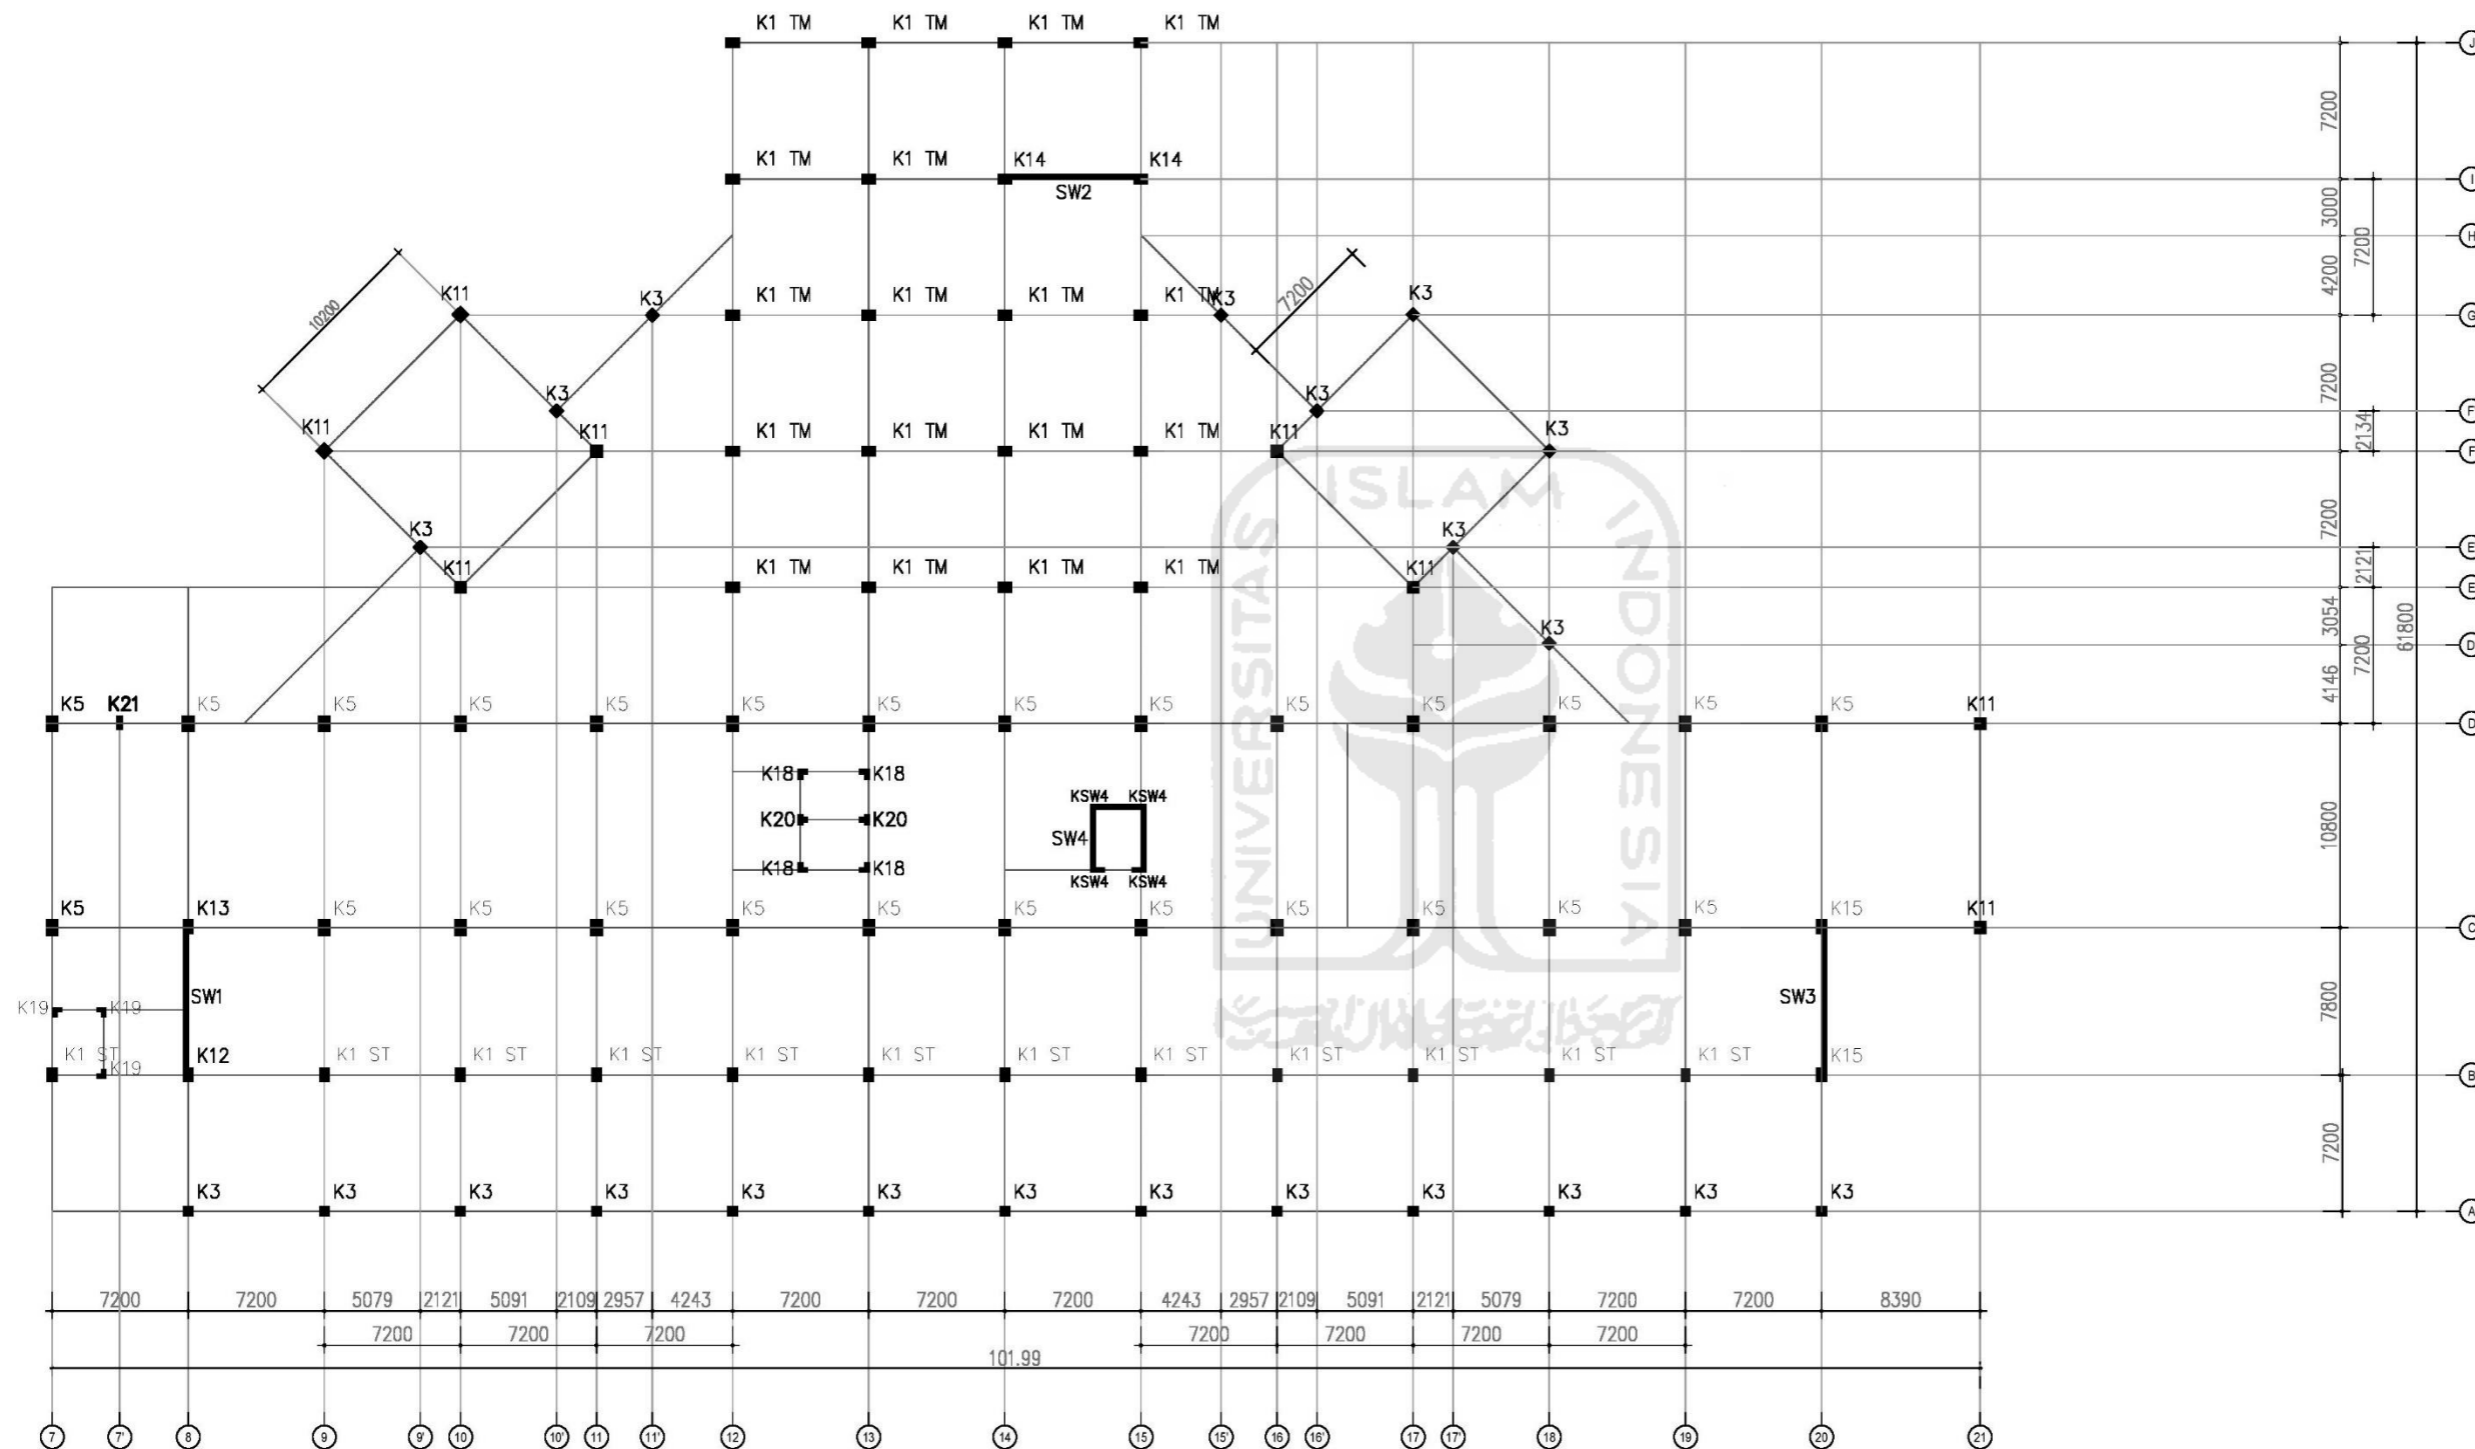 K1 TM K1 TM K1 TM K1 TM
J
7200
K1 TM K1 TM K14 K14
I
SW2
3000
H
7200
10200
7200
4200
K11 K3 K1 TM K1 TM K1 TM K1 TM K3 K3
G
7200
K3 K3
F
2134
K11 K11 K1 TM K1 TM K1 TM K1 TM K11 K3
F
ISLAM
UNIVERSITAS
INDONESIA
7200
K3 K3
E
2121
K11 K1 TM K1 TM K1 TM K1 TM K11
E
3054
61800
K3
D
7200
4146
K5 K21 K5 K5 K5 K5 K5 K5 K5 K5 K5 K5 K5 K5 K5 K11
D
K18 K18
KSW4 KSW4
10800
K20 K20
SW4
K18 K18
KSW4 KSW4
K5 K13 K5 K5 K5 K5 K5 K5 K5 K5 K5 K5 K5 K15 K11
C
SW1 SW3
7800
K19 K19
K1 ST K19 K12 K1 ST K1 ST K1 ST K1 ST K1 ST K1 ST K1 ST K1 ST K1 ST K1 ST K1 ST K15
B
7200
K3 K3 K3 K3 K3 K3 K3 K3 K3 K3 K3 K3 K3
A
7200 7200 5079 2121 5091 2109 2957 4243 7200 7200 7200 4243 2957 2109 5091 2121 5079 7200 7200 8390
7200 7200 7200 7200 7200 7200 7200
101.99
7 7' 8 9 9' 10 10' 11 11' 12 13 14 15 15' 16 16' 17 17' 18 19 20 21